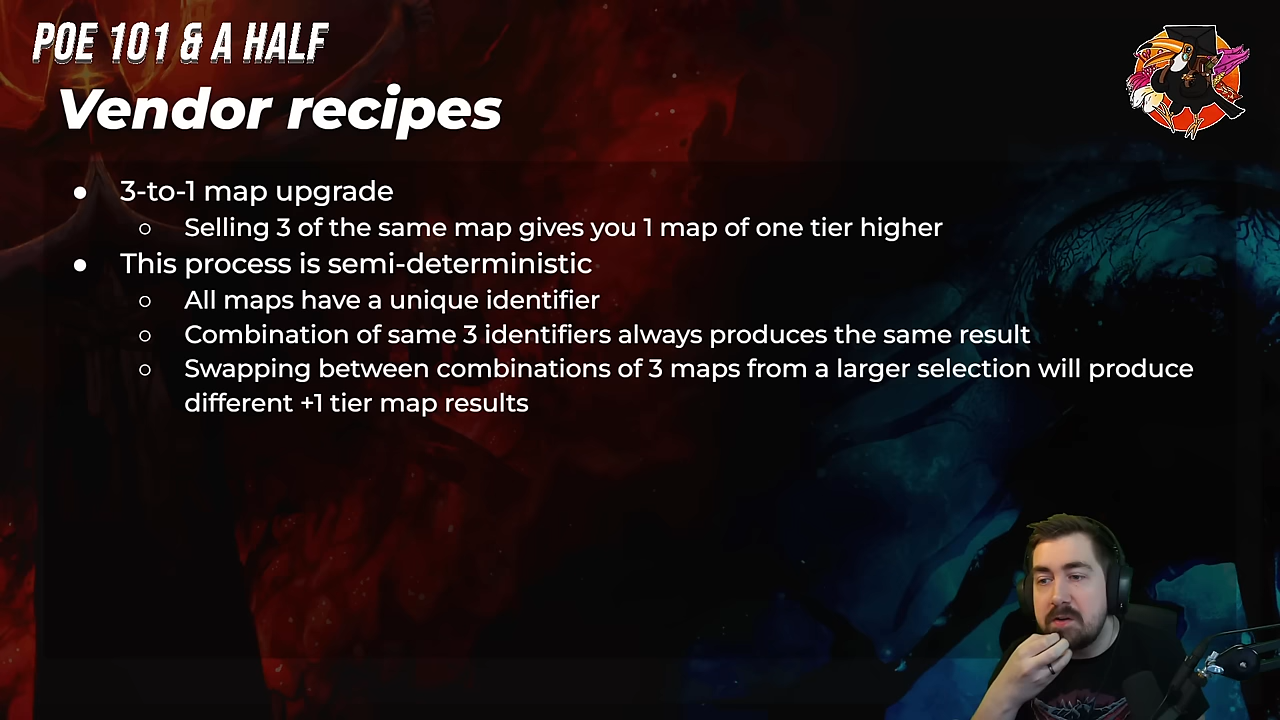 POE 101 & A HALF
Vendor recipes
● 3-to-1 map upgrade
○ Selling 3 of the same map gives you 1 map of one tier higher
● This process is semi-deterministic
○ All maps have a unique identifier
○ Combination of same 3 identifiers always produces the same result
○ Swapping between combinations of 3 maps from a larger selection will produce
different +1 tier map results